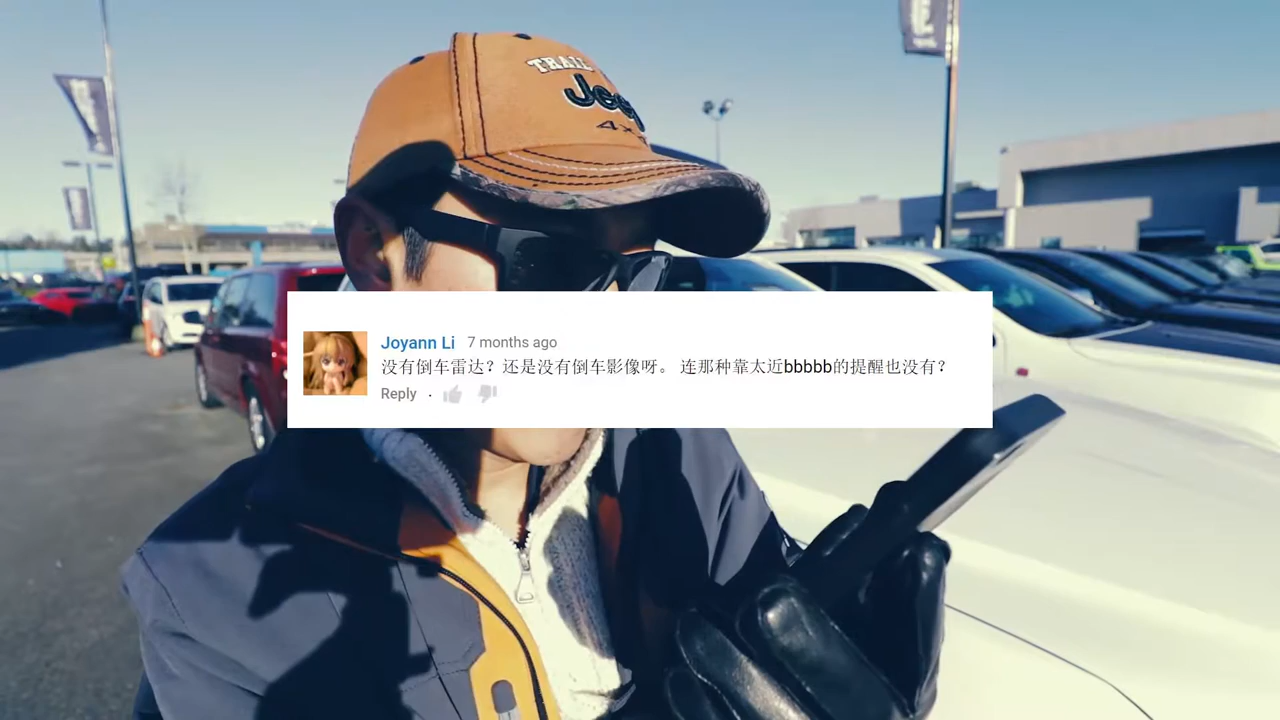 TRAIL
Jeep
Joyann Li 7 months ago
没有倒车雷达？还是没有倒车影像呀。 连那种靠太近bbbbb的提醒也没有？
Reply ·